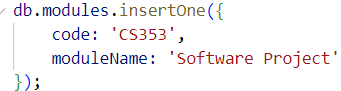 db.modules.insertOne({
    code: 'CS353',
    moduleName: 'Software Project'
});